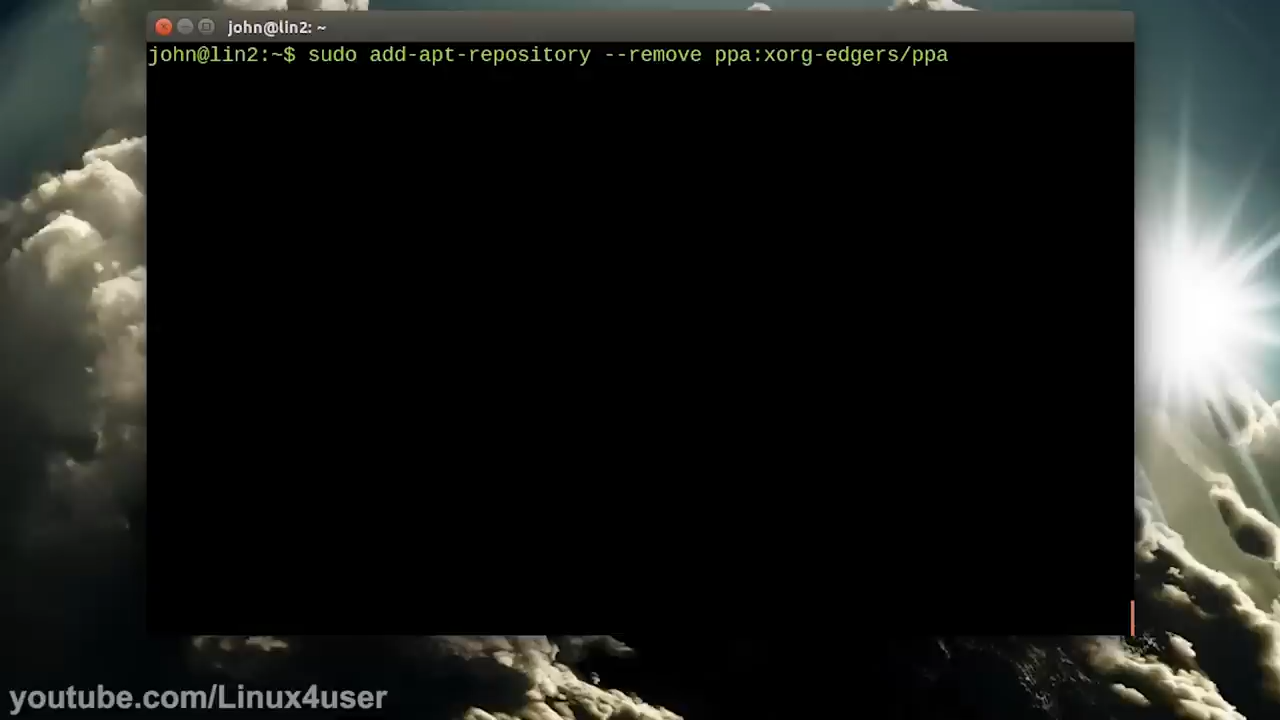 john@lin2: ~
john@lin2:~$ sudo add-apt-repository --remove ppa:xorg-edgers/ppa
youtube.com/Linux4user